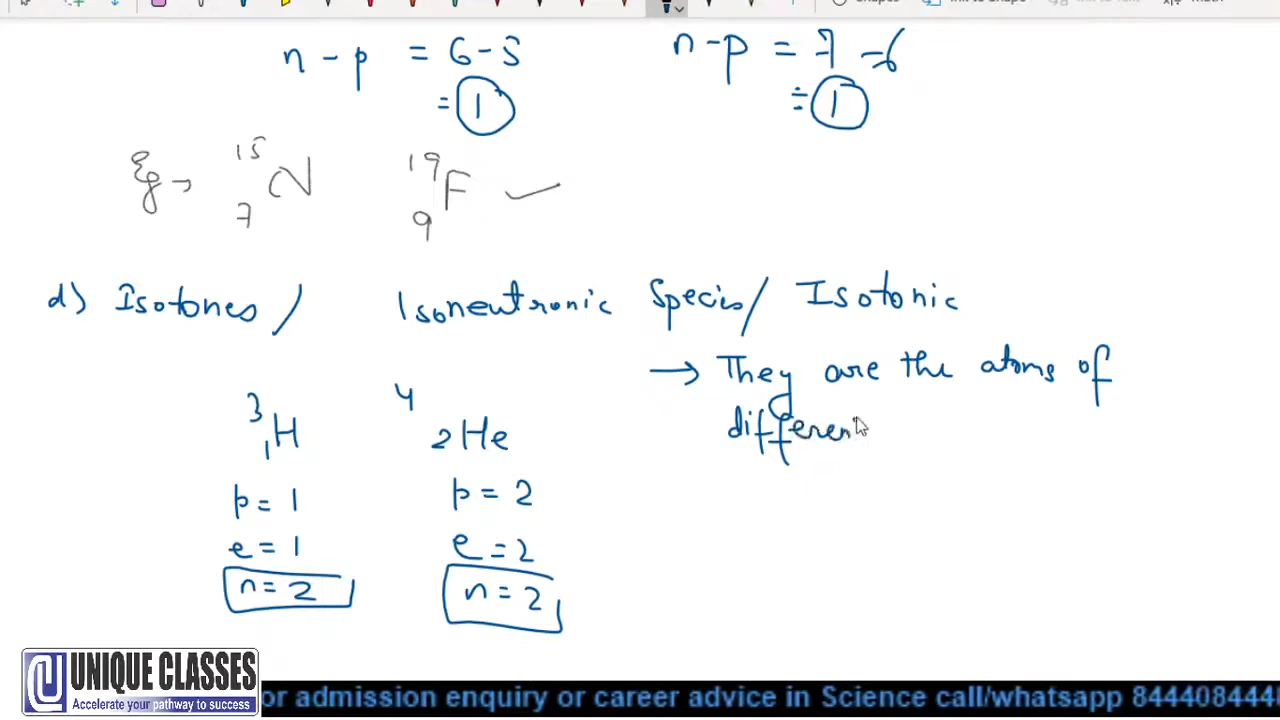 n - p = 6 - 5
= 1
n - p = 7 - 6
= 1
Eg → 15 7 N 19 9 F
d) Isotones / Isoneutronic Species / Isotonic
→ They are the atoms of
different
3 1 H
p = 1
e = 1
n = 2
4 2 He
p = 2
e = 2
n = 2
UNIQUE CLASSES
Accelerate your pathway to success
or admission enquiry or career advice in Science call/whatsapp 844408444